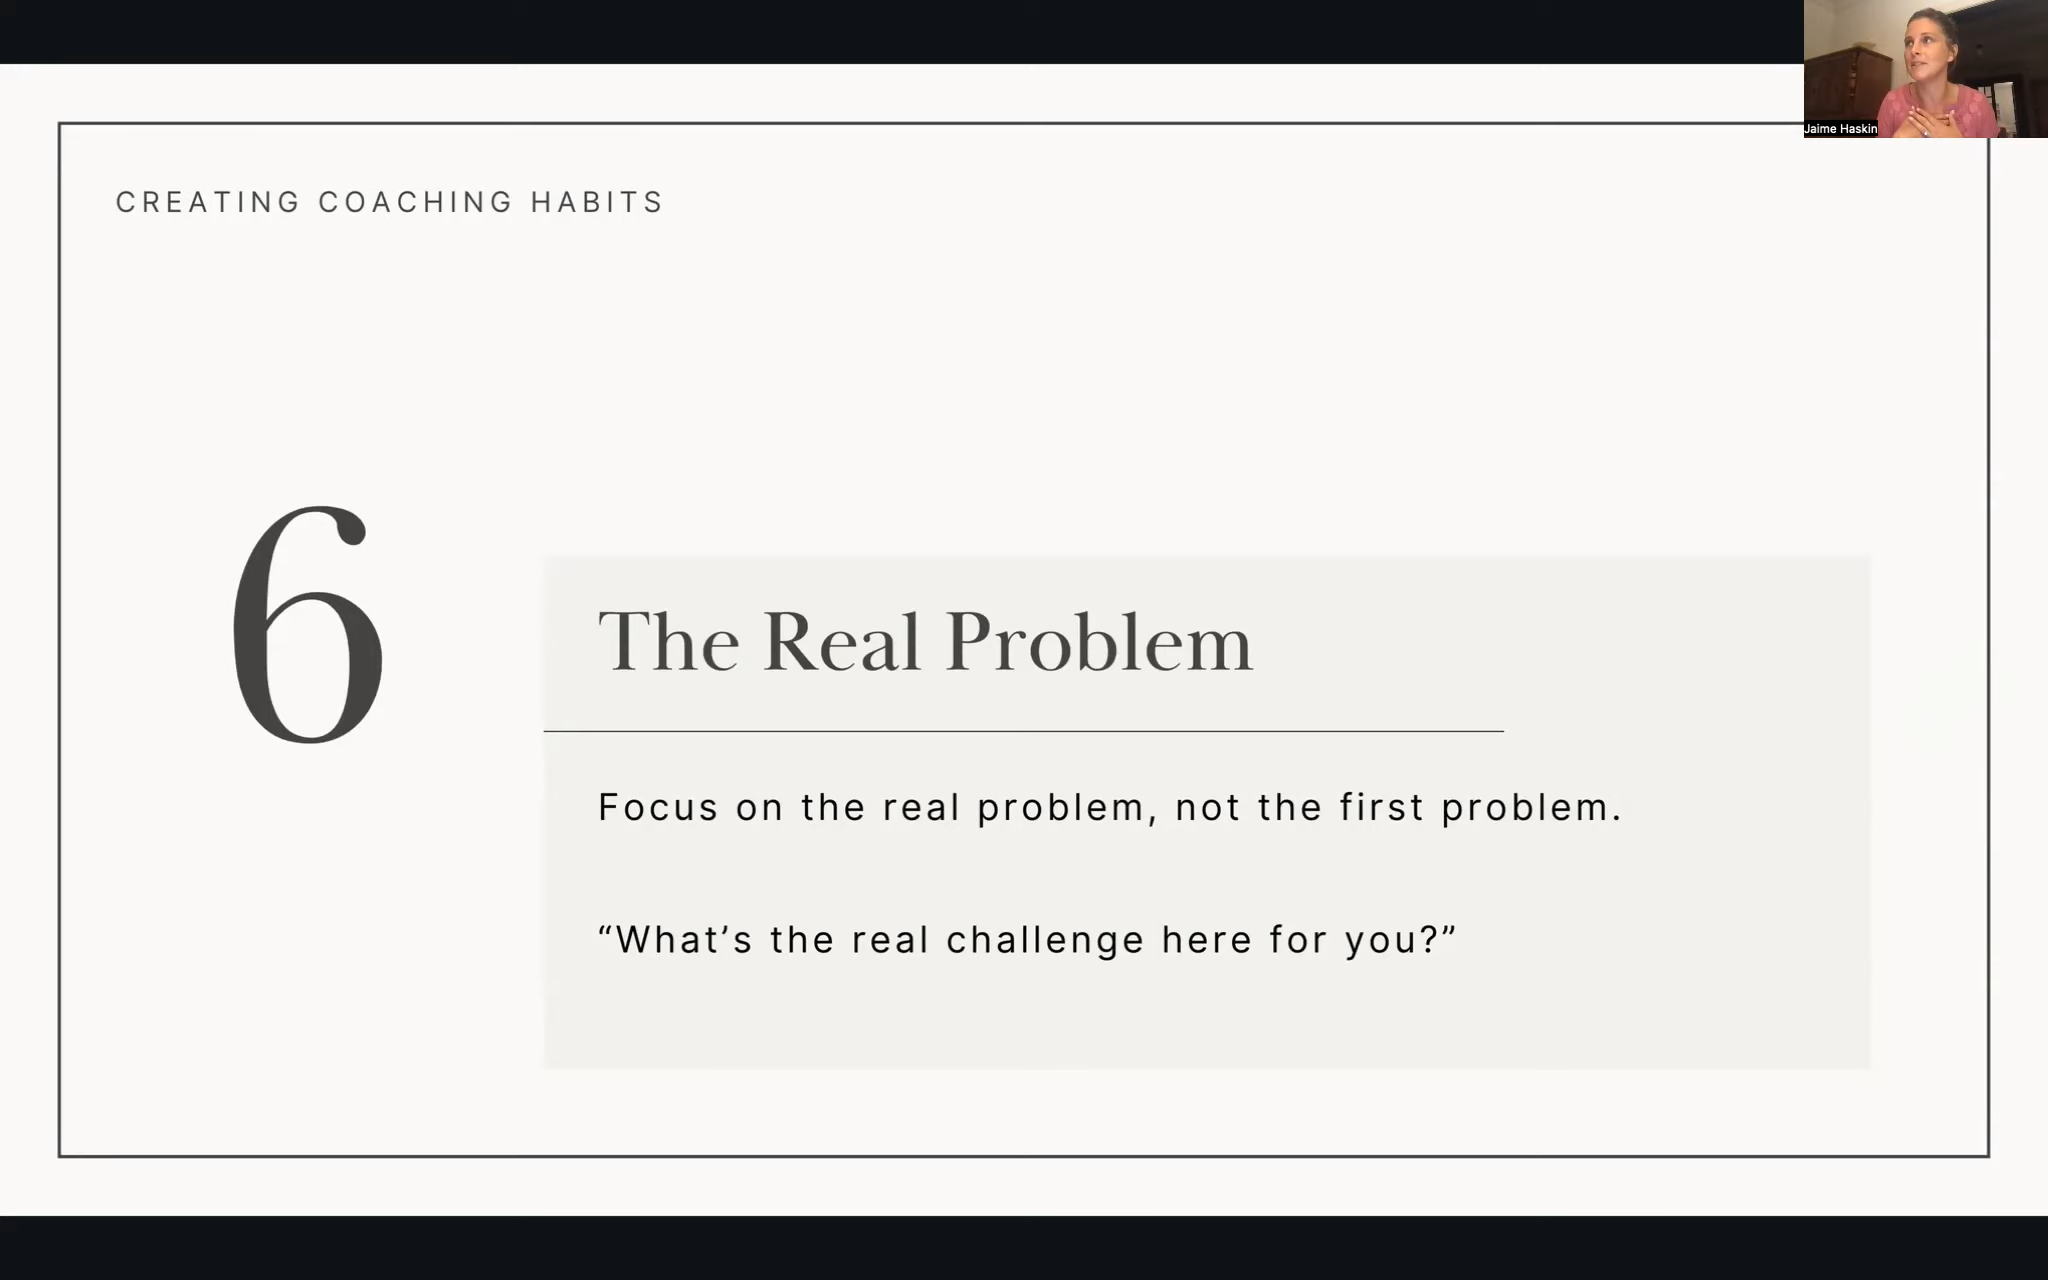 Jaime Haskin
CREATING COACHING HABITS
6
The Real Problem
Focus on the real problem, not the first problem.
“What’s the real challenge here for you?”